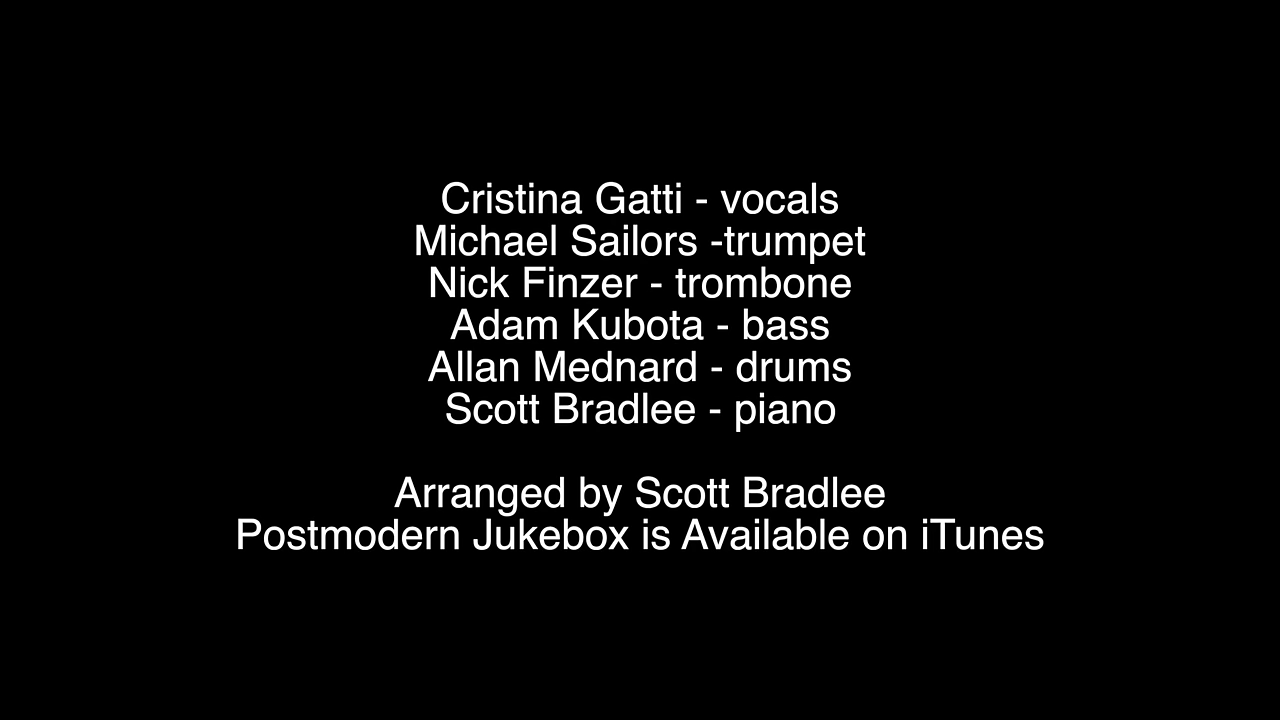 Cristina Gatti - vocals
Michael Sailors -trumpet
Nick Finzer - trombone
Adam Kubota - bass
Allan Mednard - drums
Scott Bradlee - piano
Arranged by Scott Bradlee
Postmodern Jukebox is Available on iTunes